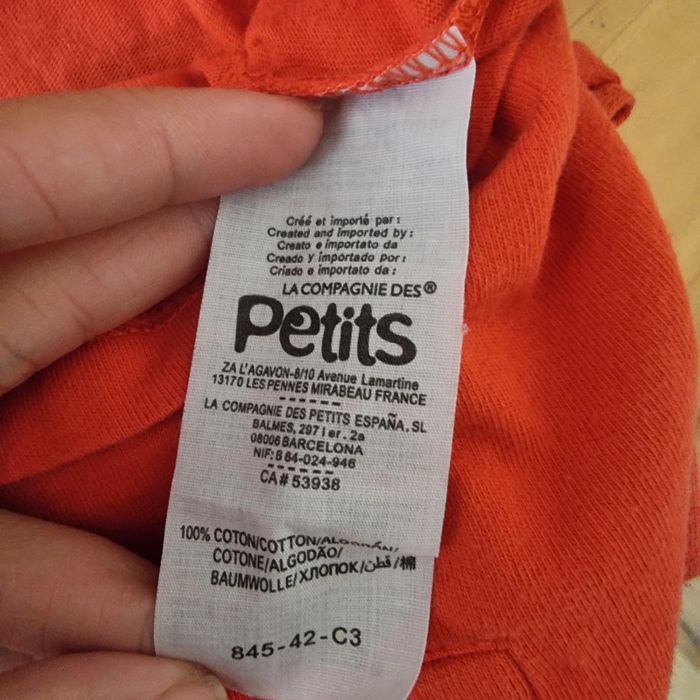 Créé et importé par :
Created and Imported by :
Creato e importato da
Creado y importado por :
Criado e importato da :
LA COMPAGNIE DES®
Petits
ZA L'AGAVON-8/10 Avenue Lamartine
13170 LES PENNES MIRABEAU FRANCE
LA COMPAGNIE DES PETITS ESPAÑA, SL
BALMES, 297 1er. 2a
08006 BARCELONA
NIF: B 64-024-946
CA# 53938
100% COTON/COTTON/ALGODÓN/
COTONE/ALGODÃO/
BAUMWOLLE/ХЛОПОК/قطن/棉
845-42-C3